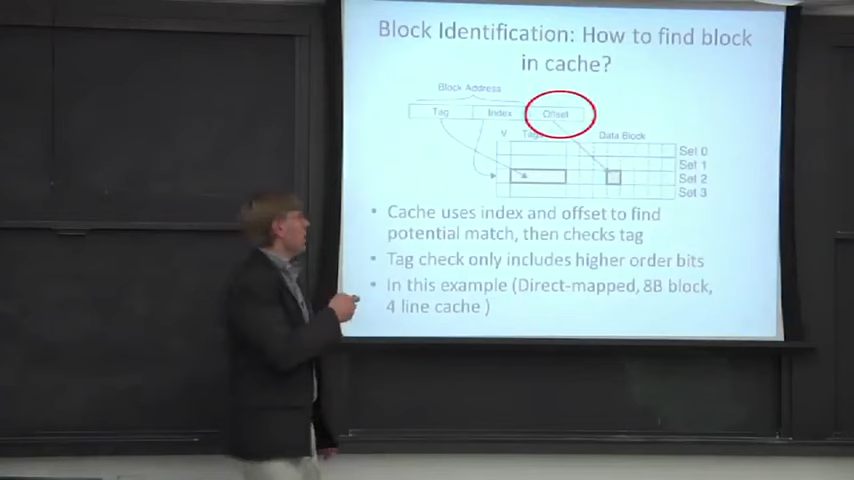 Block Identification: How to find block
in cache?
Block Address
Tag Index Offset
V Tag Data Block
Set 0
Set 1
Set 2
Set 3
• Cache uses index and offset to find
potential match, then checks tag
• Tag check only includes higher order bits
• In this example (Direct-mapped, 8B block,
4 line cache )